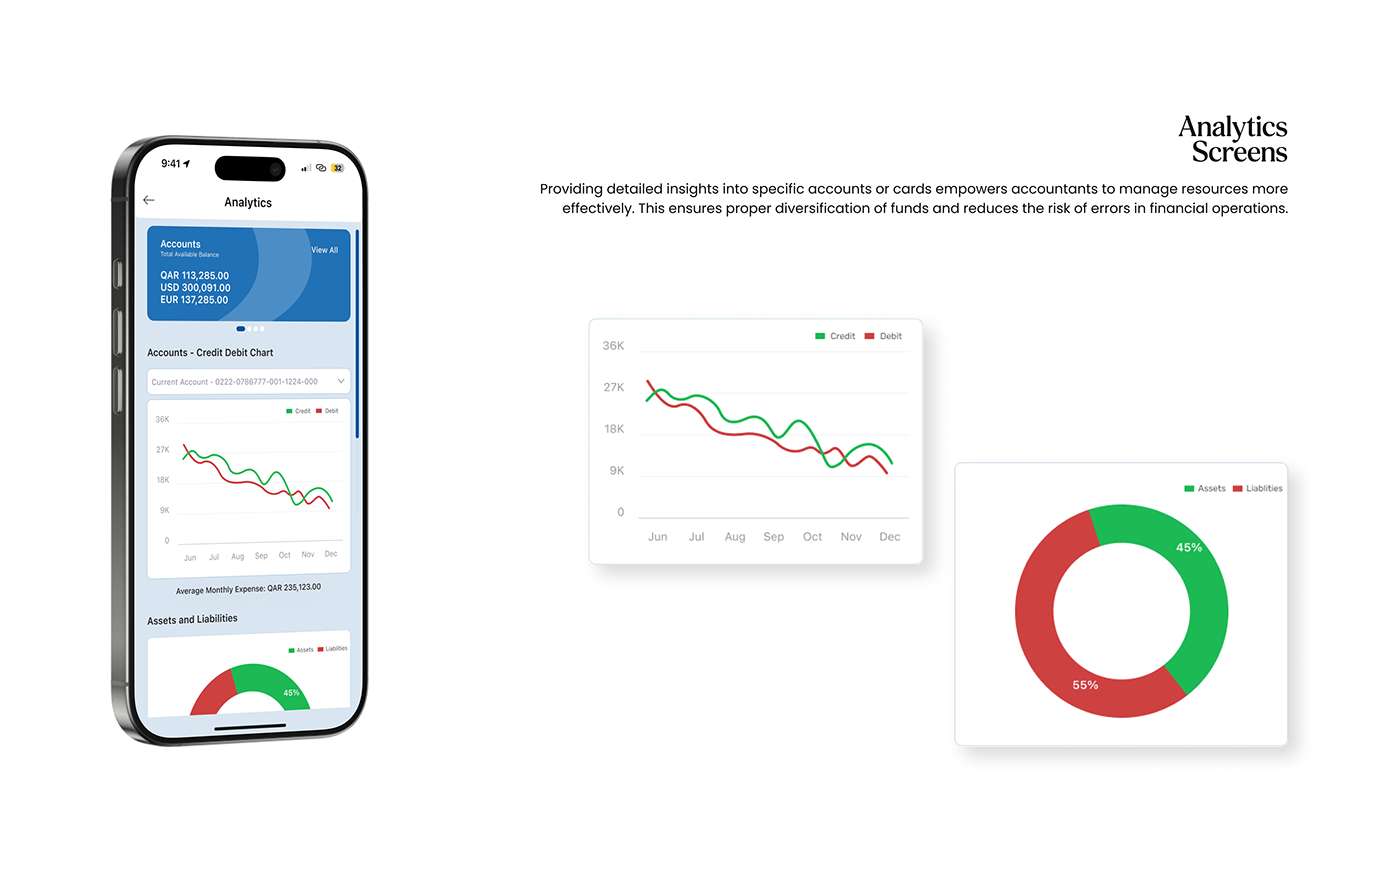 Analytics
Screens
Providing detailed insights into specific accounts or cards empowers accountants to manage resources more
effectively. This ensures proper diversification of funds and reduces the risk of errors in financial operations.
9:41
32
Analytics
Accounts
View All
Total Available Balance
QAR 113,285.00
USD 300,091.00
EUR 137,285.00
Accounts - Credit Debit Chart
Current Account - 0222-0786777-001-1224-000
Credit Debit
36K
27K
18K
9K
0
Jun Jul Aug Sep Oct Nov Dec
Average Monthly Expense: QAR 235,123.00
Assets and Liabilities
Assets Liablities
45%
Credit Debit
36K
27K
18K
9K
0
Jun Jul Aug Sep Oct Nov Dec
Assets Liablities
45%
55%